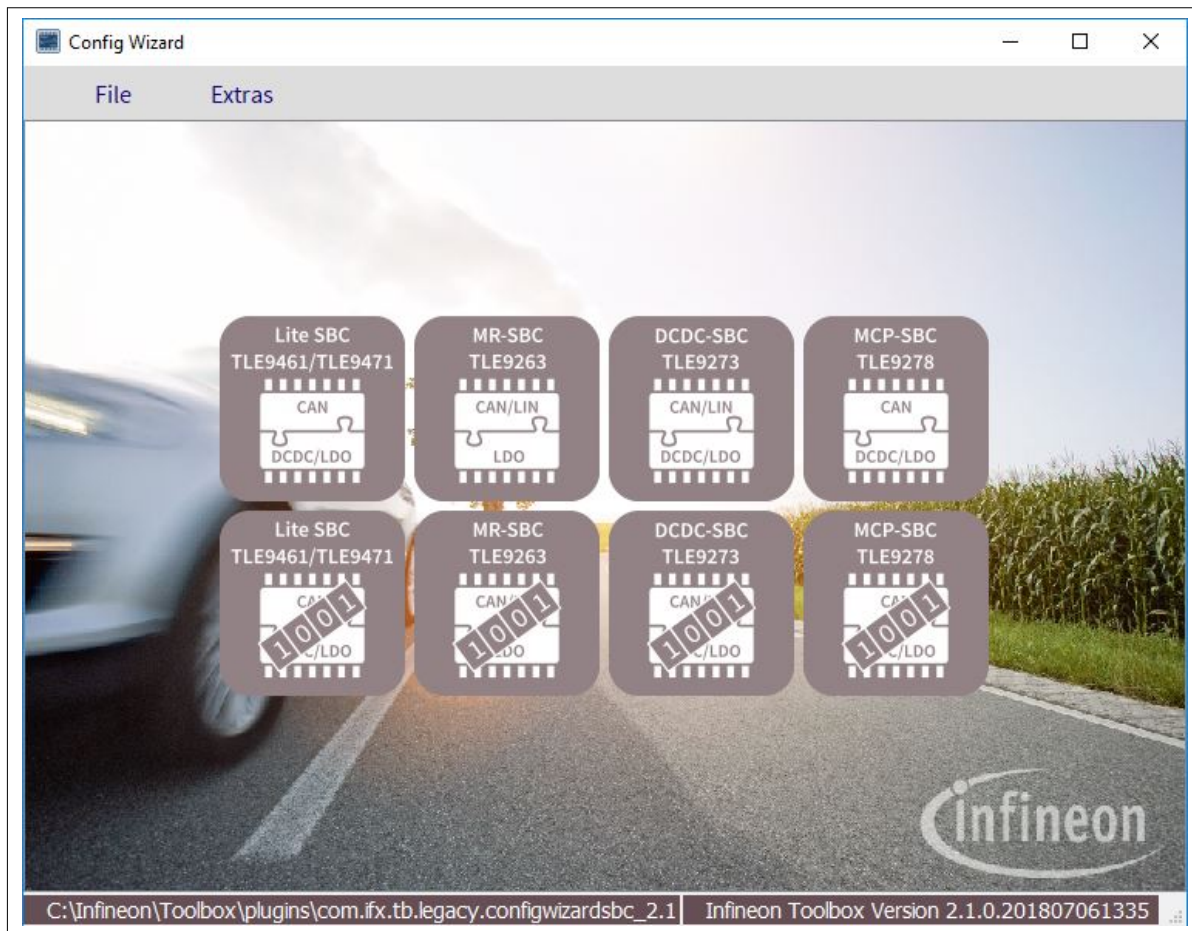 Config Wizard
File Extras
Lite SBC
TLE9461/TLE9471
CAN
DCDC/LDO
MR-SBC
TLE9263
CAN/LIN
LDO
DCDC-SBC
TLE9273
CAN/LIN
DCDC/LDO
MCP-SBC
TLE9278
CAN
DCDC/LDO
Lite SBC
TLE9461/TLE9471
1001
MR-SBC
TLE9263
1001
DCDC-SBC
TLE9273
1001
MCP-SBC
TLE9278
1001
infineon
C:\Infineon\Toolbox\plugins\com.ifx.tb.legacy.configwizardsbc_2.1
Infineon Toolbox Version 2.1.0.201807061335